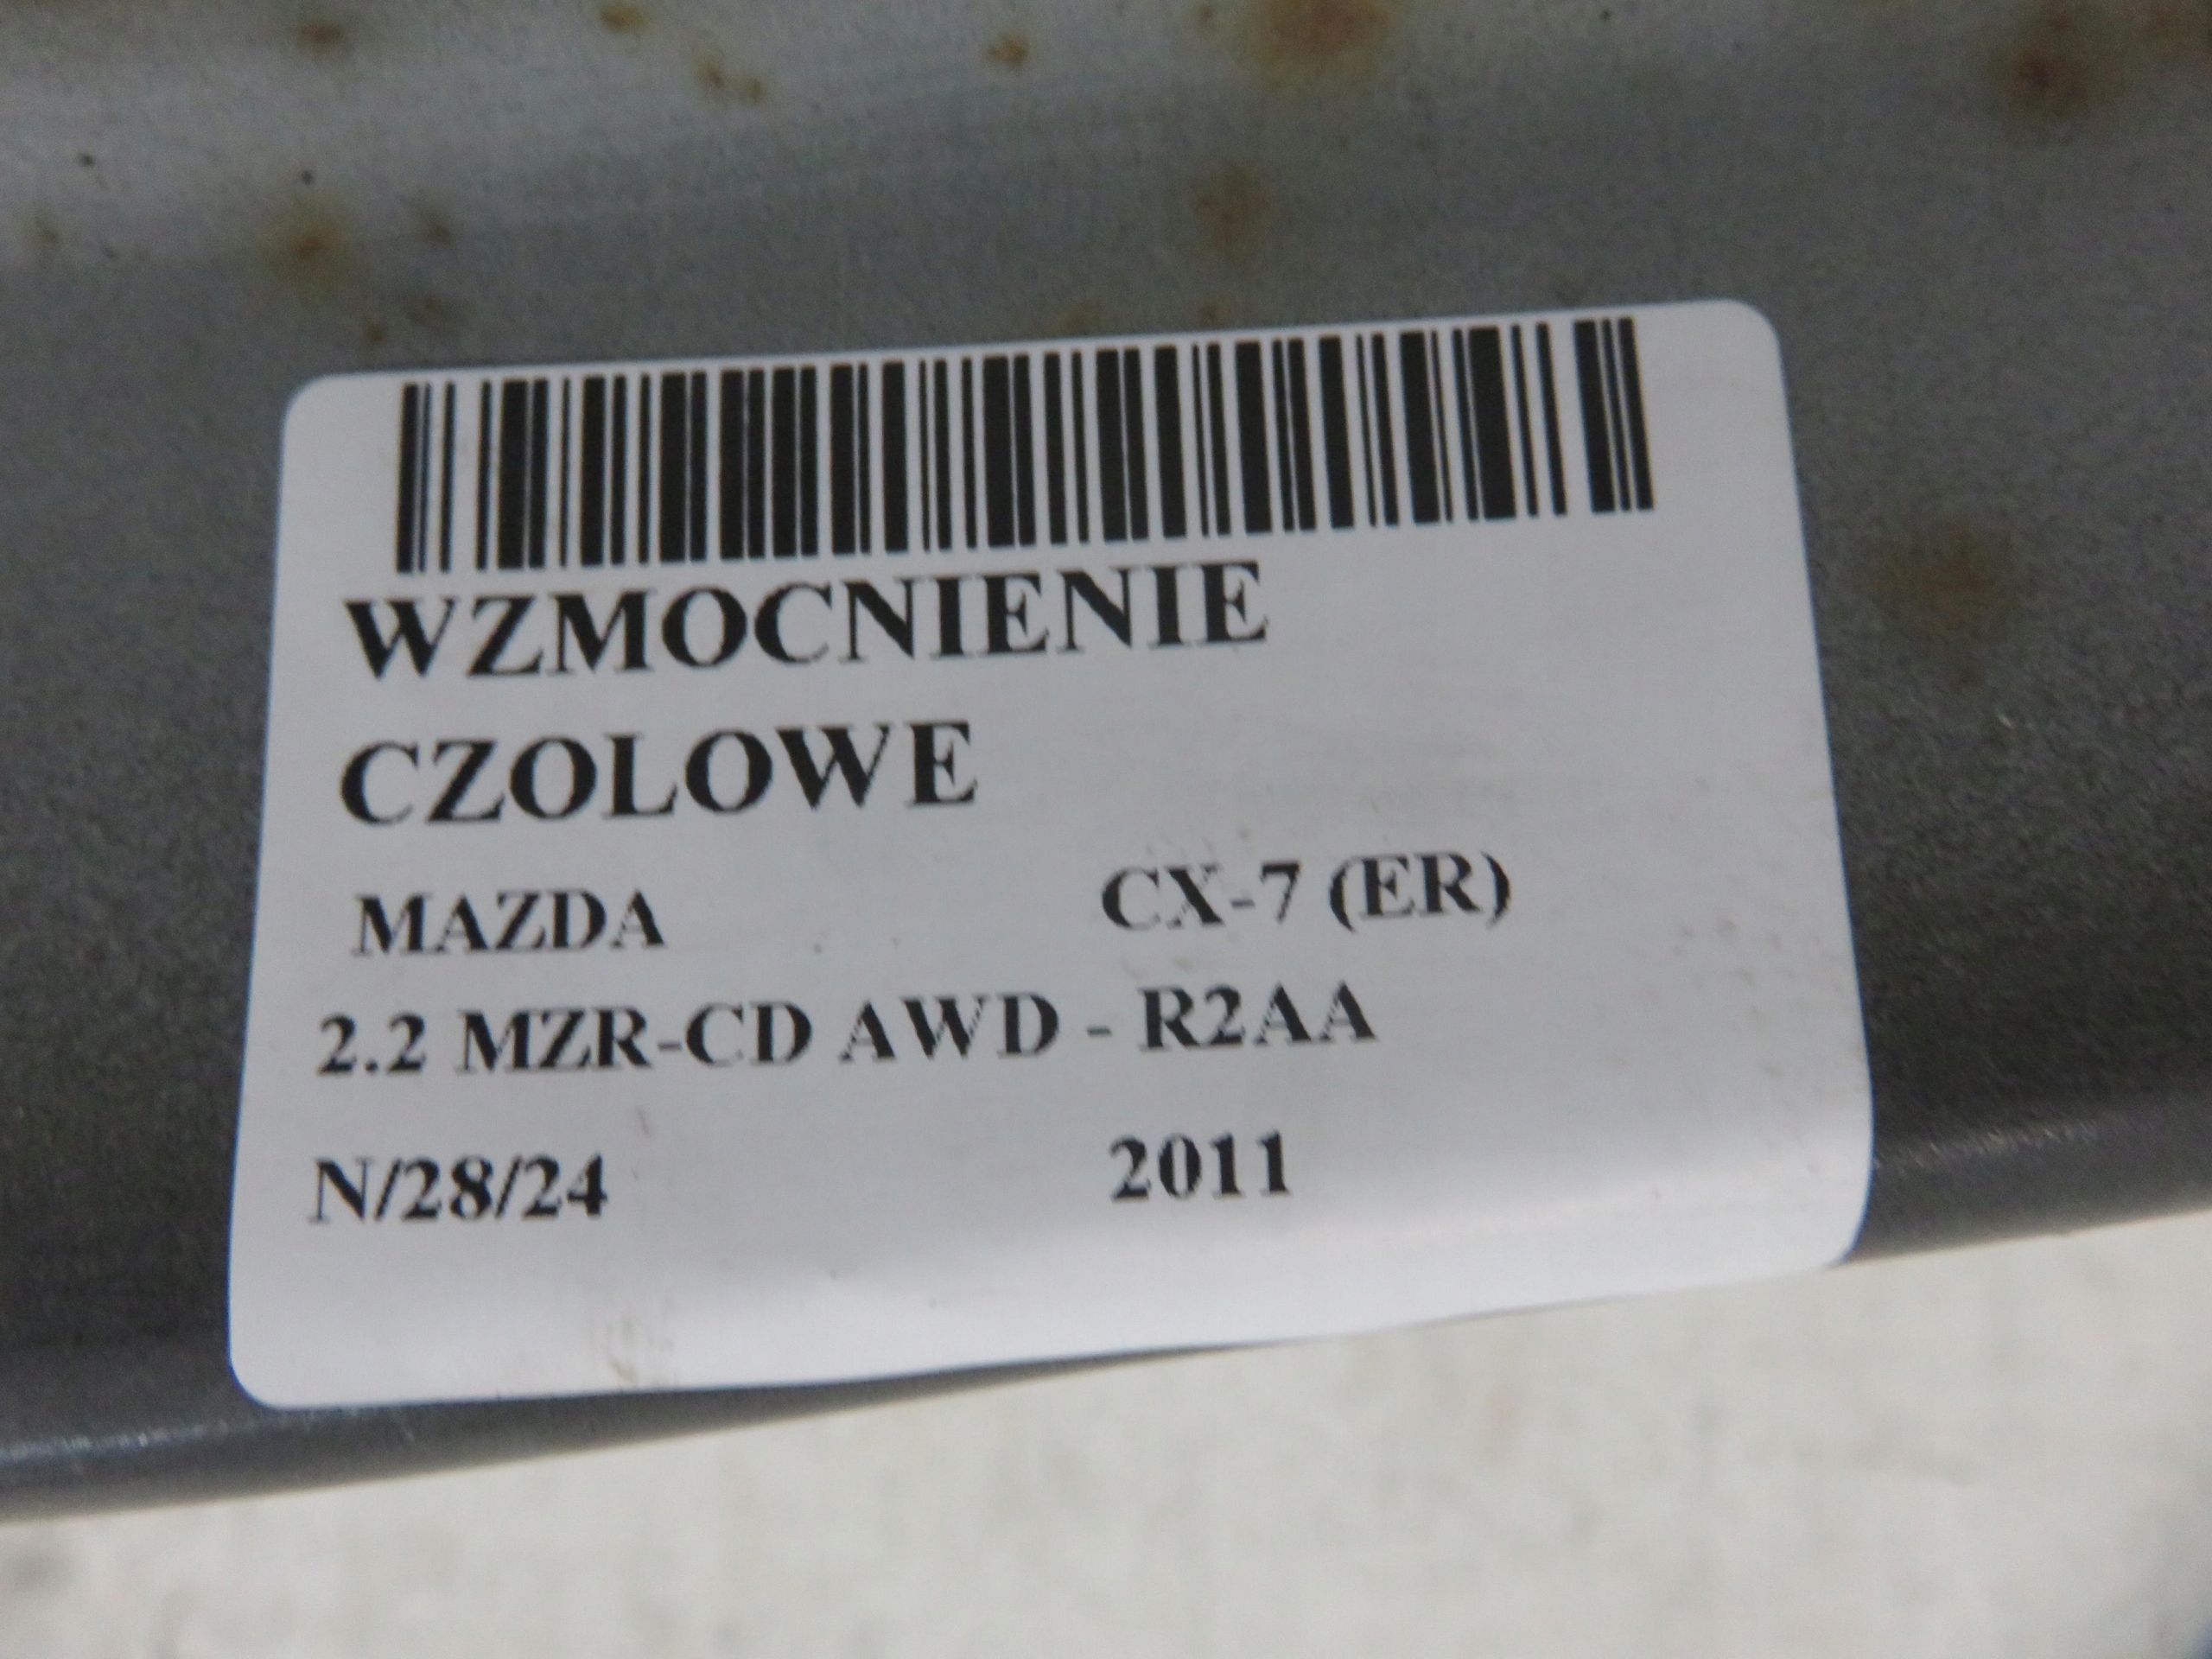 WZMOCNIENIE
CZOLOWE
MAZDA CX-7 (ER)
2.2 MZR-CD AWD - R2AA
N/28/24 2011